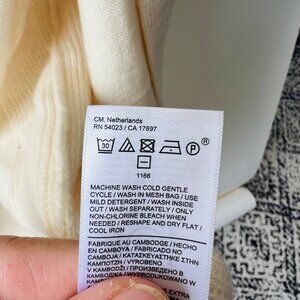 CM, Netherlands
RN 54023 / CA 17897
30
P
®
1166
MACHINE WASH COLD GENTLE
CYCLE / WASH IN MESH BAG / USE
MILD DETERGENT / WASH INSIDE
OUT / WASH SEPARATELY / ONLY
NON-CHLORINE BLEACH WHEN
NEEDED / RESHAPE AND DRY FLAT /
COOL IRON
FABRIQUE AU CAMBODGE / HECHO
EN CAMBOYA / FABRICADO NO
CAMBOJA / ΚΑΤΑΣΚΕΥΑΣΤΗΚΕ ΣΤΗΝ
ΚΑΜΠΟΤΖΗ / VYROBENO
V KAMBODŽI / ПРОИЗВЕДЕНО В
КАМБОДЖА
EXTRA